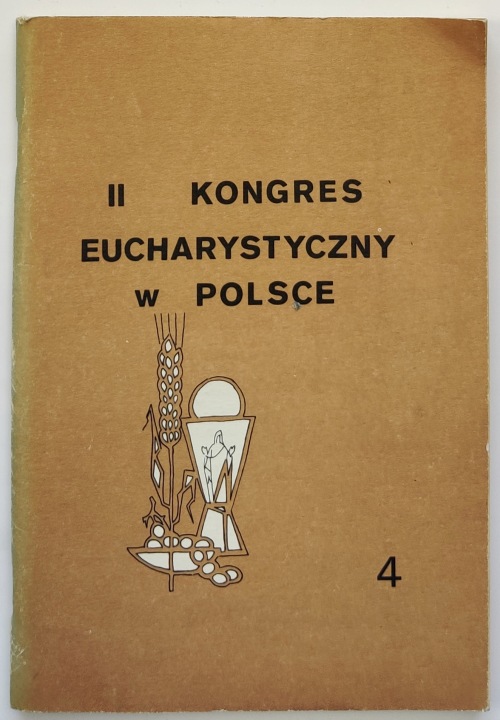 II KONGRES
EUCHARYSTYCZNY
w POLSCE
4